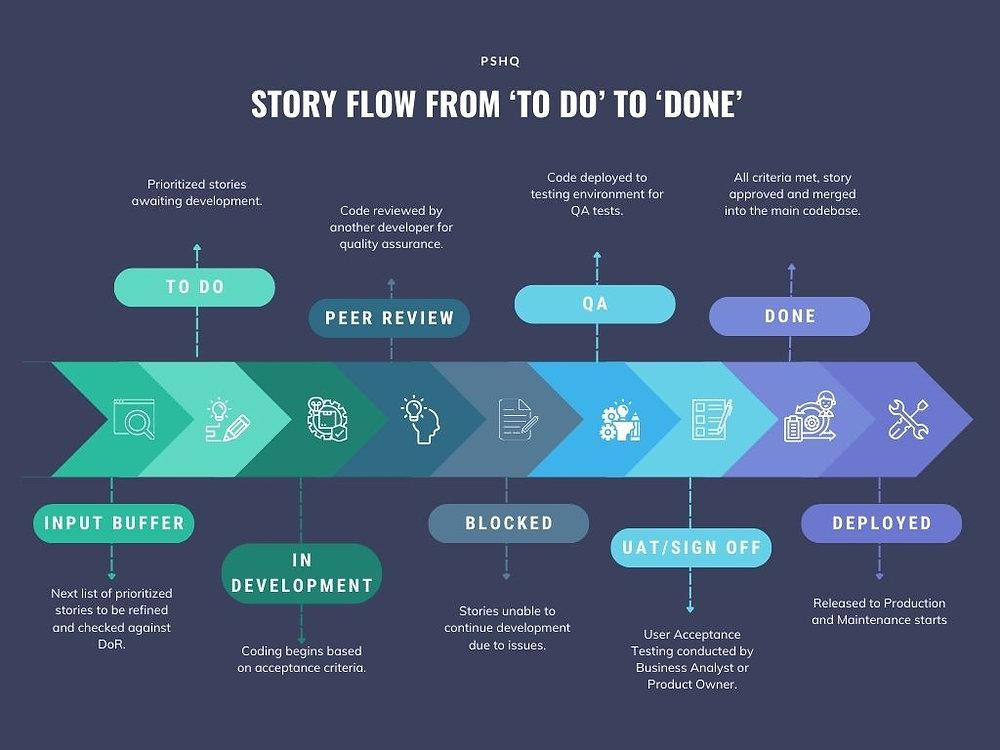 PSHQ
STORY FLOW FROM ‘TO DO’ TO ‘DONE’
Prioritized stories
awaiting development.
TO DO
Code reviewed by
another developer for
quality assurance.
PEER REVIEW
Code deployed to
testing environment for
QA tests.
QA
All criteria met, story
approved and merged
into the main codebase.
DONE
INPUT BUFFER
Next list of prioritized
stories to be refined
and checked against
DoR.
IN
DEVELOPMENT
Coding begins based
on acceptance criteria.
BLOCKED
Stories unable to
continue development
due to issues.
UAT/SIGN OFF
User Acceptance
Testing conducted by
Business Analyst or
Product Owner.
DEPLOYED
Released to Production
and Maintenance starts